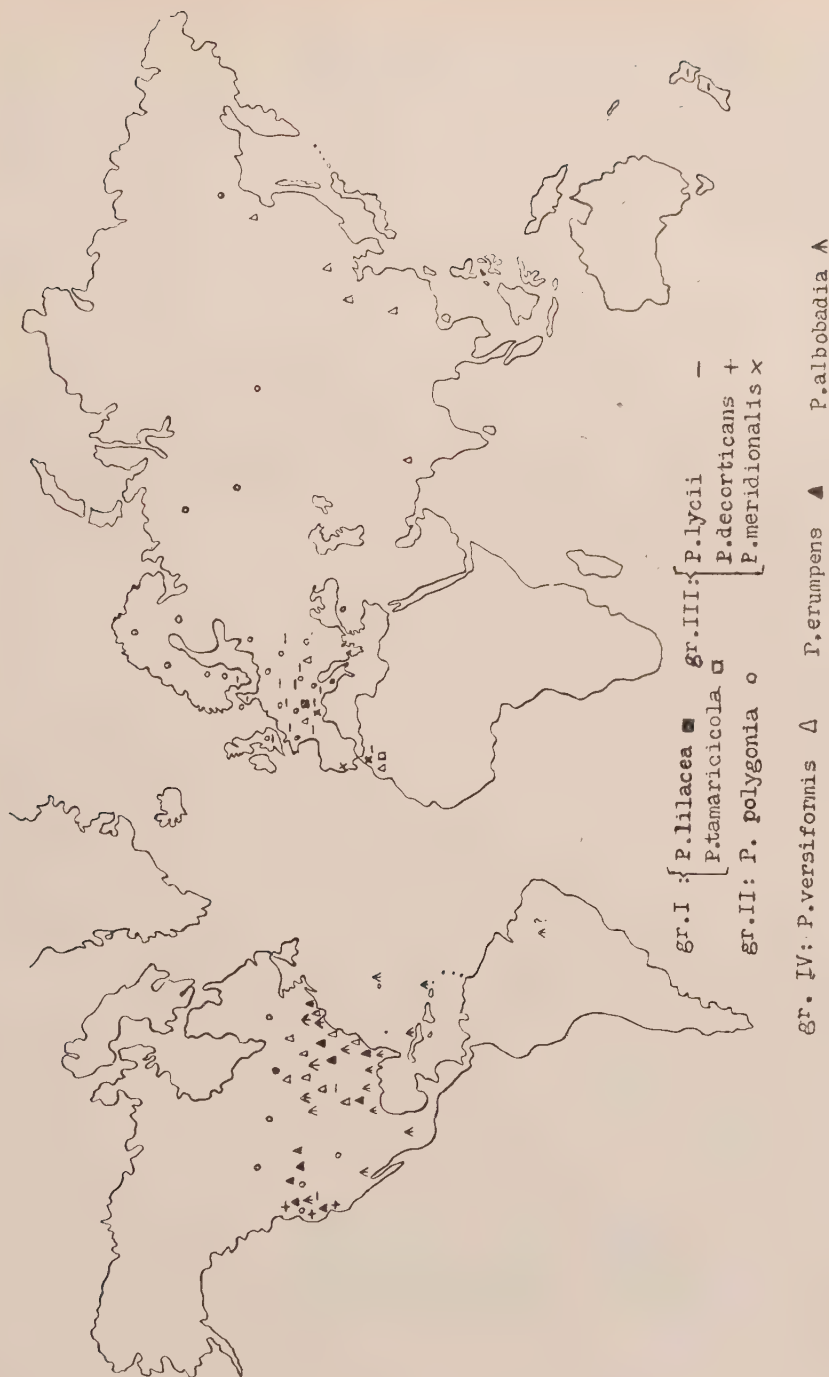 gr.I : P.lilacea ■
P.tamaricicola □
gr.II: P. polygonia o
gr.III: P.lycii –
P.decorticans +
P.meridionalis x
gr. IV: P.versiformis △ P.erumpens ▲ P.albobadia ↑
?